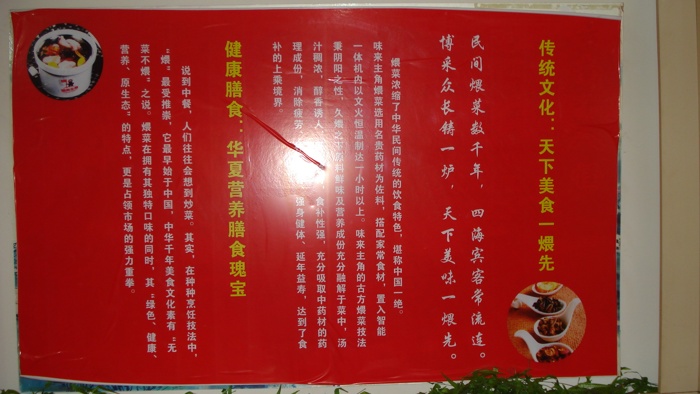 传统文化：天下美食一煨先
民间煨菜数千年，四海宾客常流连。
博采众长铸一炉，天下美味一煨先。
煨菜浓缩了中华民间传统的饮食特色，堪称中国一绝。
味来主角煨菜选用名贵药材为佐料，搭配家常食材，置入智能
一体机内以文火恒温制达一小时以上。味来主角的古方煨菜技法
秉阴阳之性，久煨之下原料鲜味及营养成份充分融解于菜中，汤
汁稠浓，醇香诱人 食补性强，充分吸取中药材的药
理成份，消除疲劳 强身健体、延年益寿，达到了食
补的上乘境界
健康膳食：华夏营养膳食瑰宝
说到中餐，人们往往会想到炒菜。其实，在种种烹饪技法中，
“煨”最受推崇，它最早始于中国，中华千年美食文化素有“无
菜不煨”之说。煨菜在拥有其独特口味的同时，其“绿色、健康、
营养、原生态”的特点，更是占领市场的强力重拳。